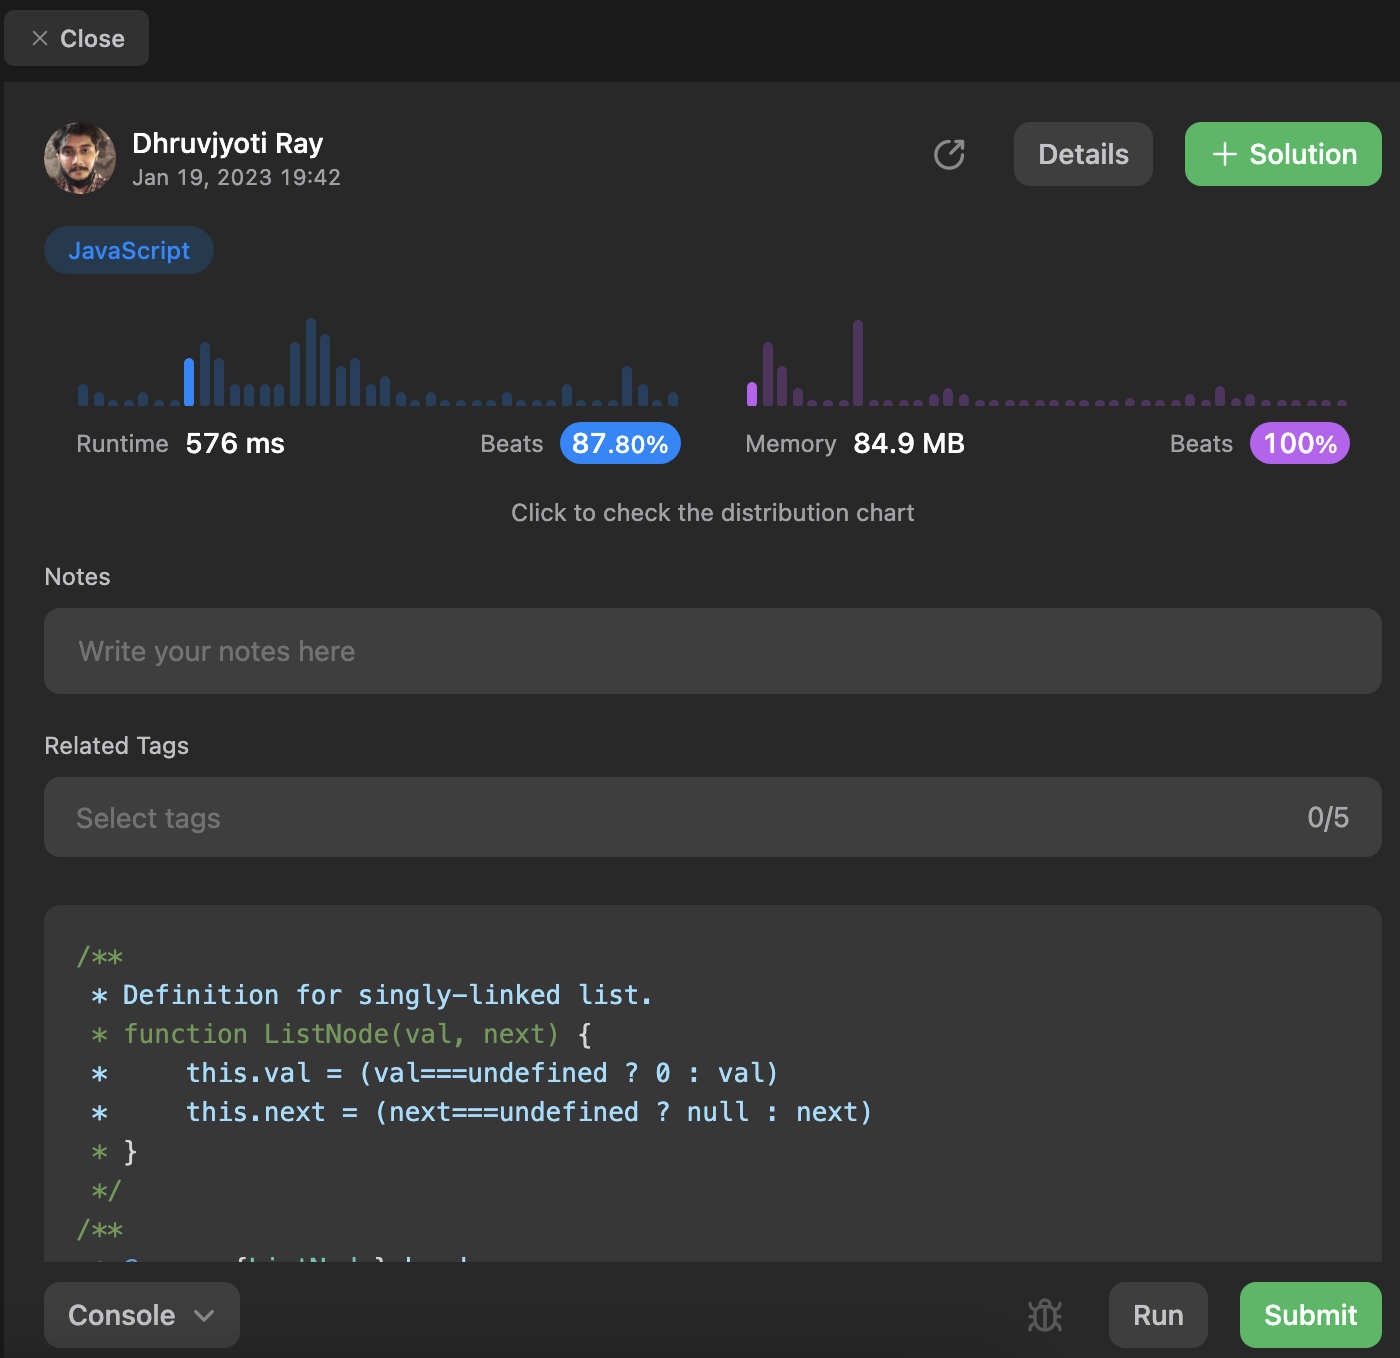 Close
Dhruvjyoti Ray
Jan 19, 2023 19:42
Details
+ Solution
JavaScript
Runtime 576 ms
Beats 87.80%
Memory 84.9 MB
Beats 100%
Click to check the distribution chart
Notes
Write your notes here
Related Tags
Select tags
0/5
/**
 * Definition for singly-linked list.
 * function ListNode(val, next) {
 *     this.val = (val===undefined ? 0 : val)
 *     this.next = (next===undefined ? null : next)
 * }
 */
/**
Console
Run
Submit